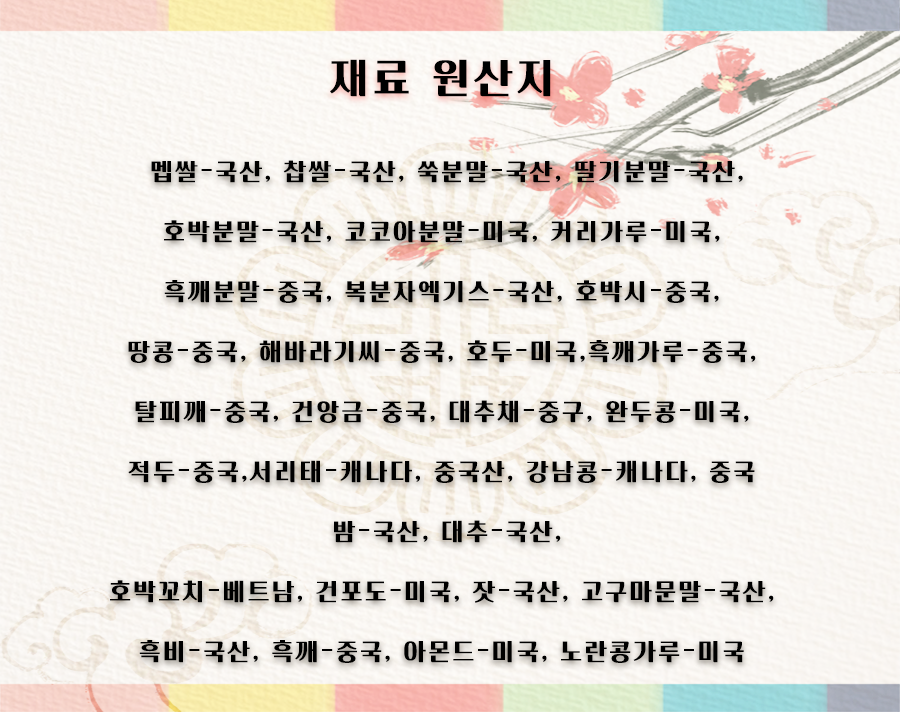 재료 원산지
멥쌀-국산, 찹쌀-국산, 쑥분말-국산, 딸기분말-국산,
호박분말-국산, 코코아분말-미국, 커리가루-미국,
흑깨분말-중국, 복분자엑기스-국산, 호박시-중국,
땅콩-중국, 해바라기씨-중국, 호두-미국,흑깨가루-중국,
탈피깨-중국, 건앙금-중국, 대추채-중구, 완두콩-미국,
적두-중국,서리태-캐나다, 중국산, 강남콩-캐나다, 중국
밤-국산, 대추-국산,
호박꼬치-베트남, 건포도-미국, 잣-국산, 고구마문말-국산,
흑비-국산, 흑깨-중국, 아몬드-미국, 노란콩가루-미국